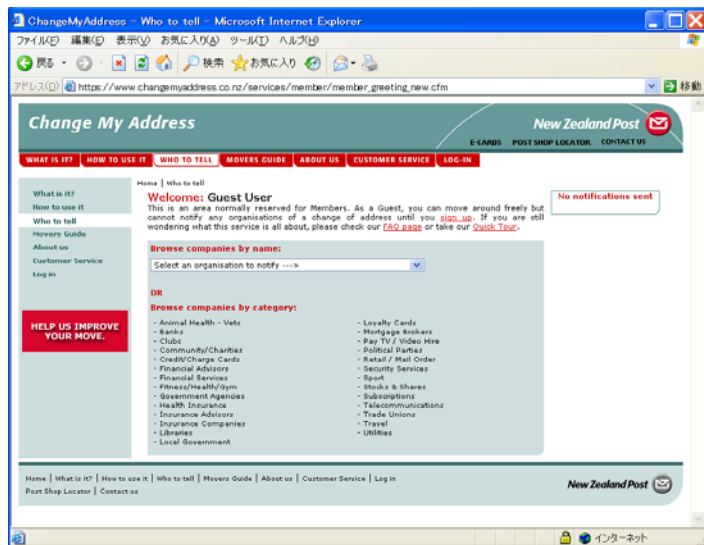 ChangeMyAddress - Who to tell - Microsoft Internet Explorer
ファイル(F) 編集(E) 表示(V) お気に入り(A) ツール(T) ヘルプ(H)
戻る 検索 お気に入り
アドレス(D) https://www.changemyaddress.co.nz/services/member/member_greeting_new.cfm 移動
Change My Address
New Zealand Post
E-CARDS POST SHOP LOCATOR CONTACT US
WHAT IS IT? HOW TO USE IT WHO TO TELL MOVERS GUIDE ABOUT US CUSTOMER SERVICE LOG-IN
What is it?
How to use it
Who to tell
Movers Guide
About us
Customer Service
Log in
HELP US IMPROVE
YOUR MOVE.
Home | Who to tell
Welcome: Guest User
This is an area normally reserved for Members. As a Guest, you can move around freely but
cannot notify any organisations of a change of address until you sign up. If you are still
wondering what this service is all about, please check our FAQ page or take our Quick Tour.
No notifications sent
Browse companies by name:
Select an organisation to notify --->
OR
Browse companies by category:
- Animal Health - Vets
- Banks
- Clubs
- Community/Charities
- Credit/Charge Cards
- Financial Advisors
- Financial Services
- Fitness/Health/Gym
- Government Agencies
- Health Insurance
- Insurance Advisors
- Insurance Companies
- Libraries
- Local Government
- Loyalty Cards
- Mortgage Brokers
- Pay TV / Video Hire
- Political Parties
- Retail / Mail Order
- Security Services
- Sport
- Stocks & Shares
- Subscriptions
- Telecommunications
- Trade Unions
- Travel
- Utilities
Home | What is it? | How to use it | Who to tell | Movers Guide | About us | Customer Service | Log in
Post Shop Locator | Contact us
New Zealand Post
インターネット